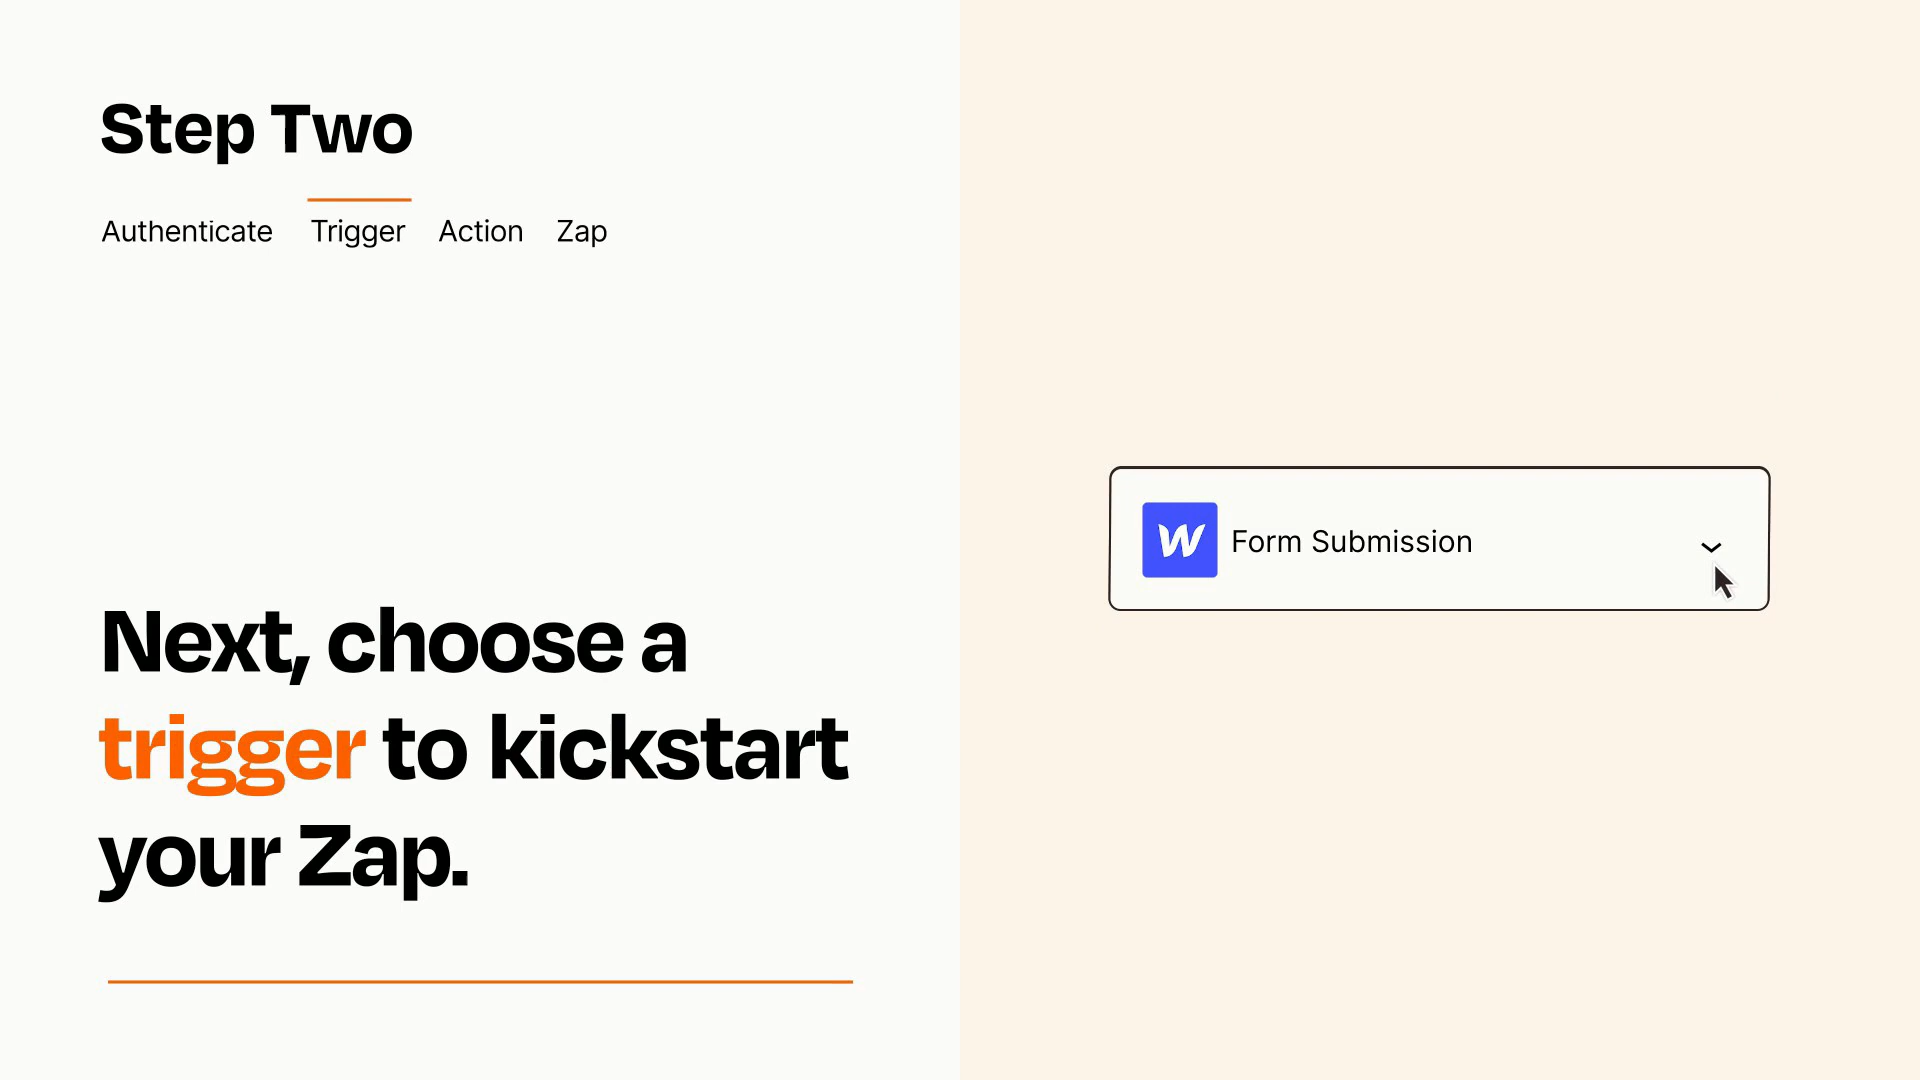 Step Two
Authenticate Trigger Action Zap
Next, choose a
trigger to kickstart
your Zap.
Form Submission